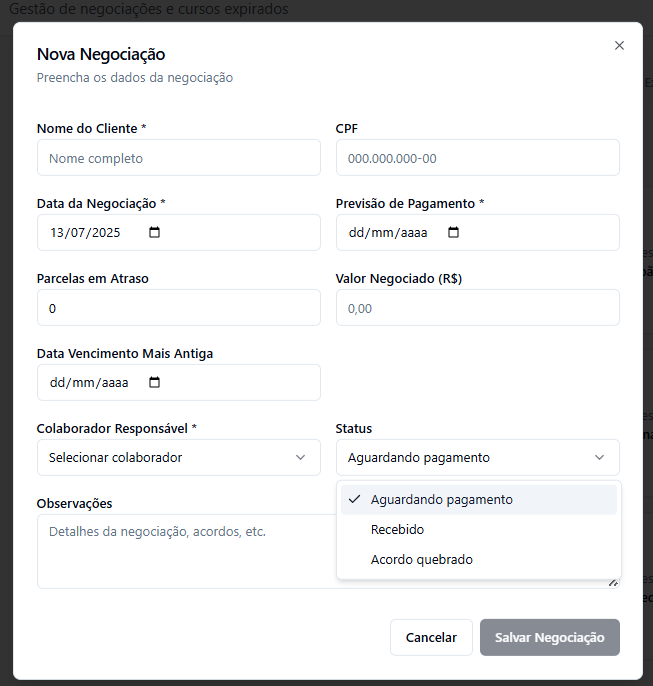 Gestão de negociações e cursos expirados
Nova Negociação
Preencha os dados da negociação
Nome do Cliente *
CPF
Nome completo
000.000.000-00
Data da Negociação *
Previsão de Pagamento *
13/07/2025
dd/mm/aaaa
Parcelas em Atraso
Valor Negociado (R$)
0
0,00
Data Vencimento Mais Antiga
dd/mm/aaaa
Colaborador Responsável *
Status
Selecionar colaborador
Aguardando pagamento
Observações
Aguardando pagamento
Detalhes da negociação, acordos, etc.
Recebido
Acordo quebrado
Cancelar
Salvar Negociação